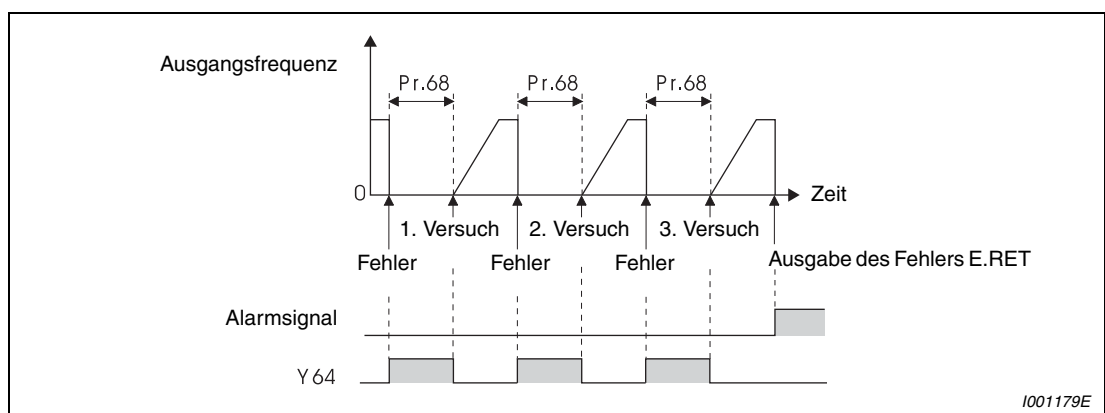 Ausgangsfrequenz
Pr.68 Pr.68 Pr.68
0
Zeit
1. Versuch 2. Versuch 3. Versuch
Fehler Fehler Fehler
Ausgabe des Fehlers E.RET
Alarmsignal
Y64
I001179E